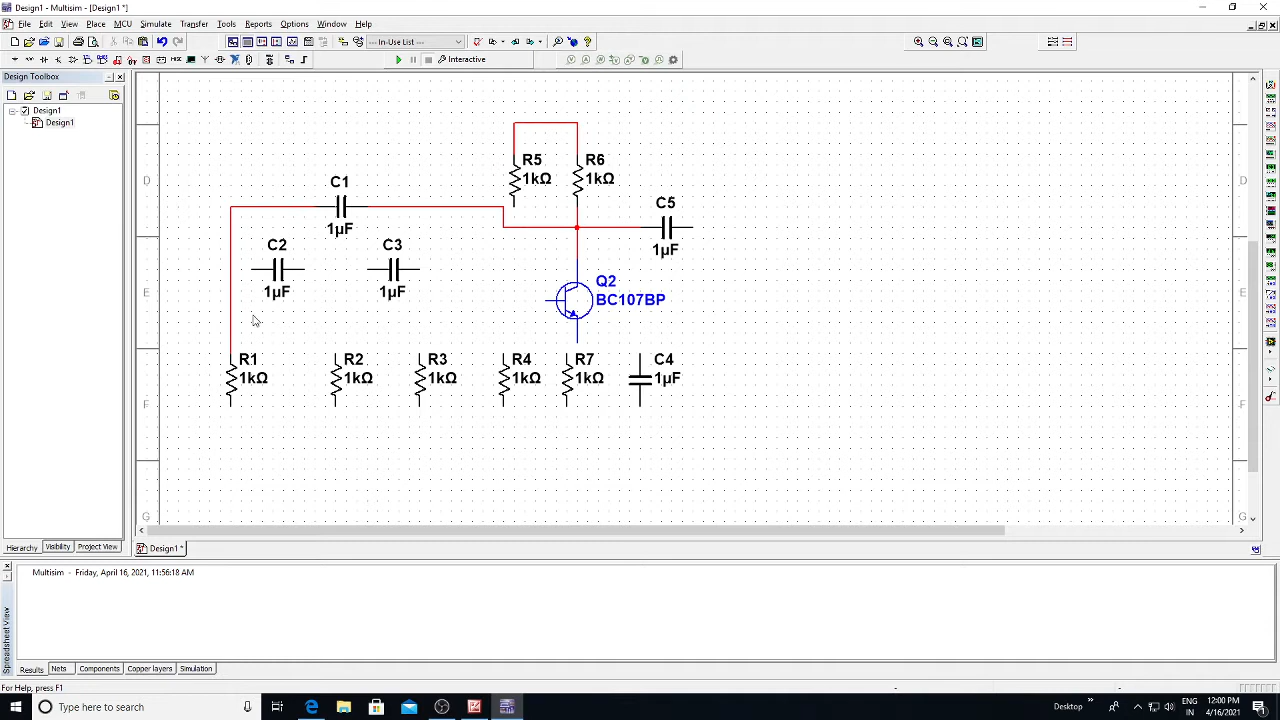 Design1 - Multisim - [Design1 *]
File Edit View Place MCU Simulate Transfer Tools Reports Options Window Help
--- In-Use List ---
Interactive
Design Toolbox
Design1
Design1
R5
1kΩ
R6
1kΩ
C1
1µF
C5
1µF
C2
1µF
C3
1µF
Q2
BC107BP
R1
1kΩ
R2
1kΩ
R3
1kΩ
R4
1kΩ
R7
1kΩ
C4
1µF
D
E
F
G
D
E
F
G
Hierarchy Visibility Project View
Design1 *
Multisim - Friday, April 16, 2021, 11:56:18 AM
Spreadsheet View
Results Nets Components Copper layers Simulation
For Help, press F1
Type here to search
Desktop
IN
12:00 PM
4/16/2021